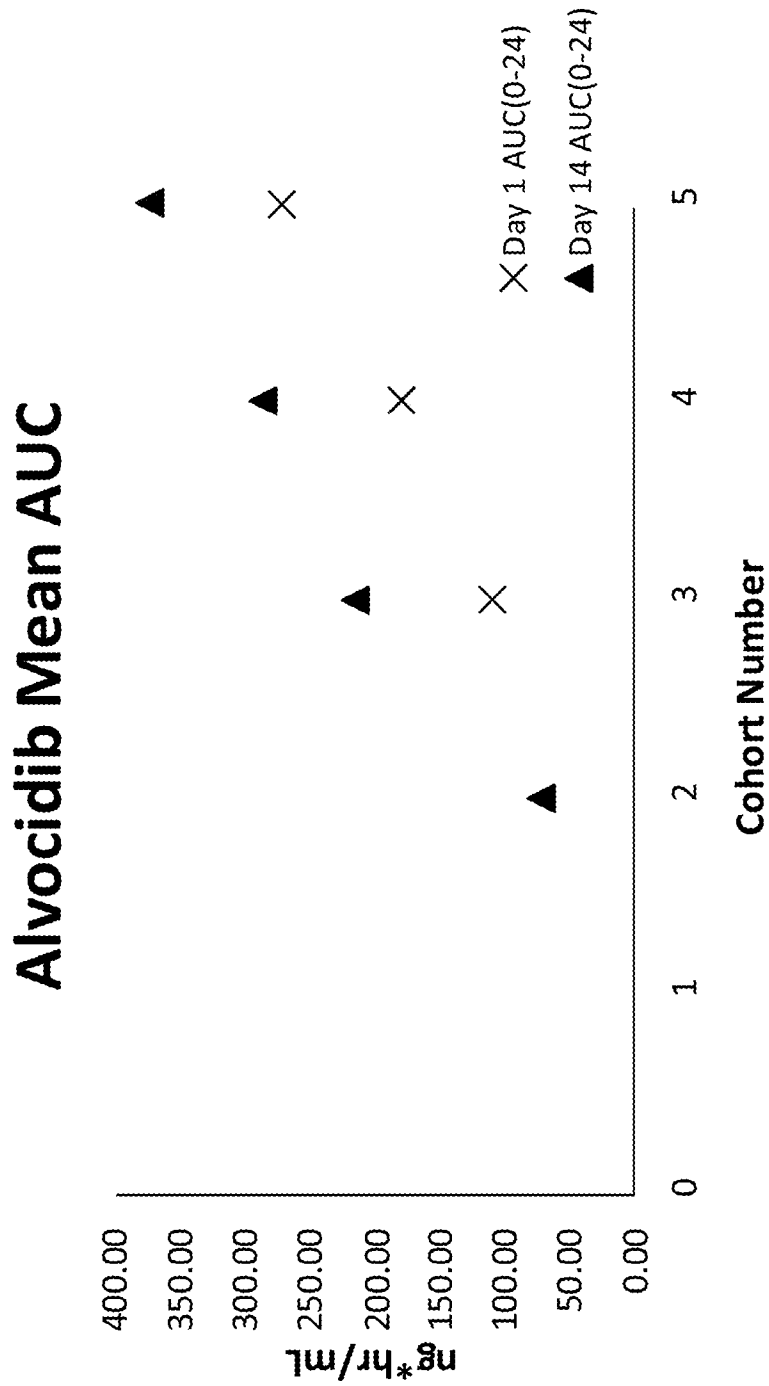 Alvocidib Mean AUC
400.00
350.00
300.00
250.00
200.00
150.00
100.00
50.00
0.00
ng*hr/mL
0 1 2 3 4 5
Cohort Number
Day 1 AUC(0-24)
Day 14 AUC(0-24)